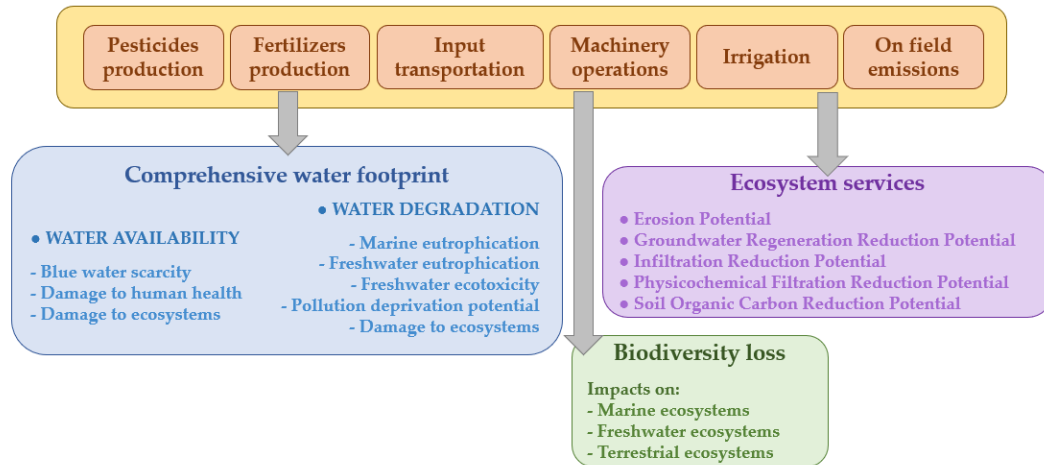 Pesticides
production
Fertilizers
production
Input
transportation
Machinery
operations
Irrigation
On field
emissions
Comprehensive water footprint
● WATER AVAILABILITY
- Blue water scarcity
- Damage to human health
- Damage to ecosystems
● WATER DEGRADATION
- Marine eutrophication
- Freshwater eutrophication
- Freshwater ecotoxicity
- Pollution deprivation potential
- Damage to ecosystems
Ecosystem services
● Erosion Potential
● Groundwater Regeneration Reduction Potential
● Infiltration Reduction Potential
● Physicochemical Filtration Reduction Potential
● Soil Organic Carbon Reduction Potential
Biodiversity loss
Impacts on:
- Marine ecosystems
- Freshwater ecosystems
- Terrestrial ecosystems